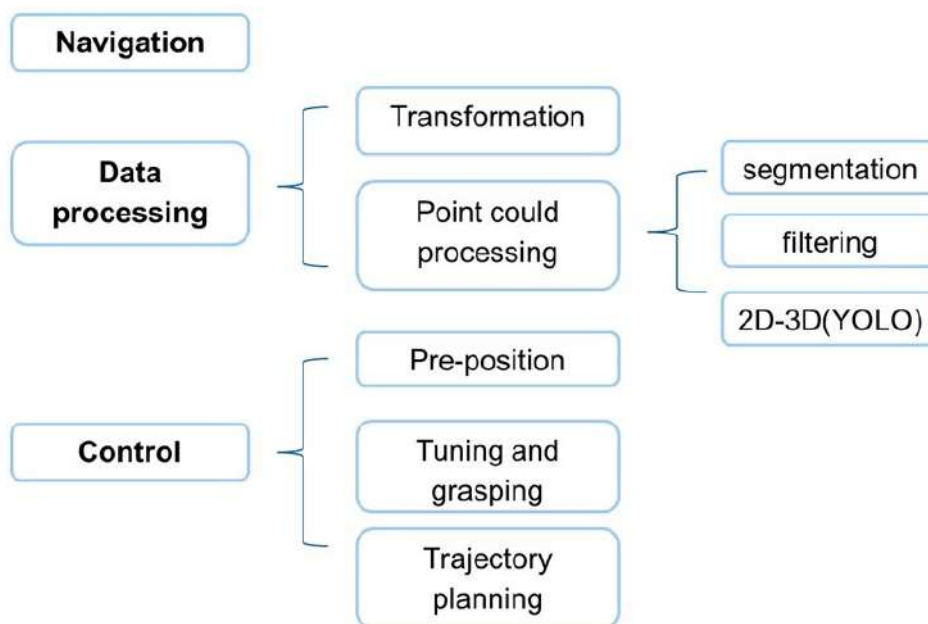 Navigation
Data
processing
Transformation
Point could
processing
segmentation
filtering
2D-3D(YOLO)
Control
Pre-position
Tuning and
grasping
Trajectory
planning